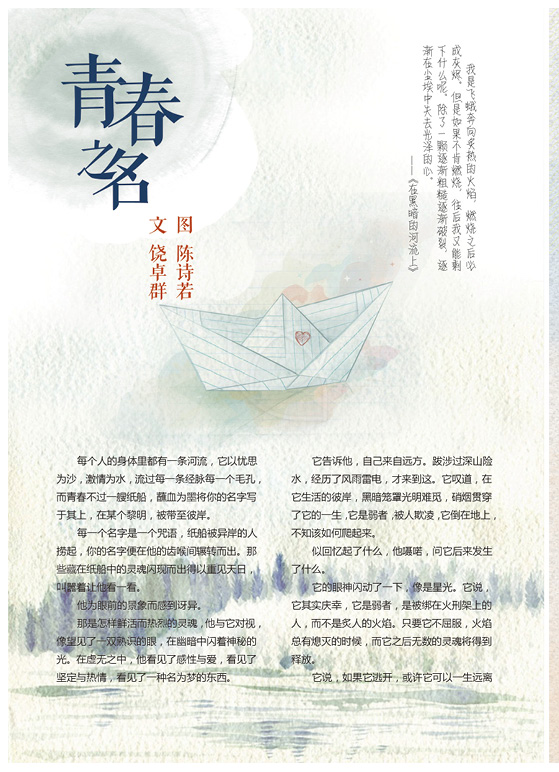 青春
之名
图 陈诗若
文 饶卓群
我是飞蛾奔向炙热的火焰，燃烧之后必
成灰烬。但是如果不肯燃烧，往后我又能剩
下什么呢，除了一颗逐渐粗糙逐渐破裂，逐
渐在尘埃中失去光泽的心。
——《在黑暗的河流上》
每个人的身体里都有一条河流，它以忧思
为沙，激情为水，流过每一条经脉每一个毛孔，
而青春不过一艘纸船，蘸血为墨将你的名字写
于其上，在某个黎明，被带至彼岸。
每一个名字是一个咒语，纸船被异岸的人
捞起，你的名字便在他的齿喉间辗转而出。那
些藏在纸船中的灵魂闪现而出得以重见天日，
叫嚣着让他看一看。
他为眼前的景象而感到讶异。
那是怎样鲜活而热烈的灵魂，他与它对视，
像望见了一双熟识的眼，在幽暗中闪着神秘的
光。在虚无之中，他看见了感性与爱，看见了
坚定与热情，看见了一种名为梦的东西。
它告诉他，自己来自远方。跋涉过深山险
水，经历了风雨雷电，才来到这。它叹道，在
它生活的彼岸，黑暗笼罩光明难觅，硝烟贯穿
了它的一生，它是弱者，被人欺凌，它倒在地上，
不知该如何爬起来。
似回忆起了什么，他嗫嚅，问它后来发生
了什么。
它的眼神闪动了一下，像是星光。它说，
它其实庆幸，它是弱者，是被绑在火刑架上的
人，而不是炙人的火焰。只要它不屈服，火焰
总有熄灭的时候，而它之后无数的灵魂将得到
释放。
它说，如果它逃开，或许它可以一生远离